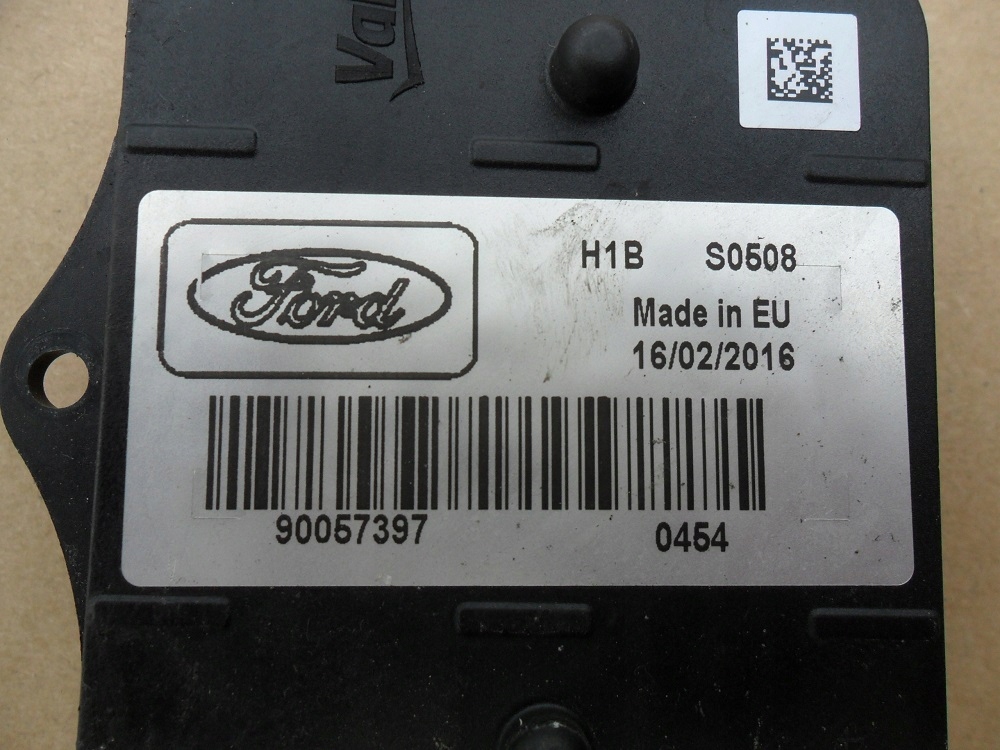 Ford
H1B S0508
Made in EU
16/02/2016
90057397 0454